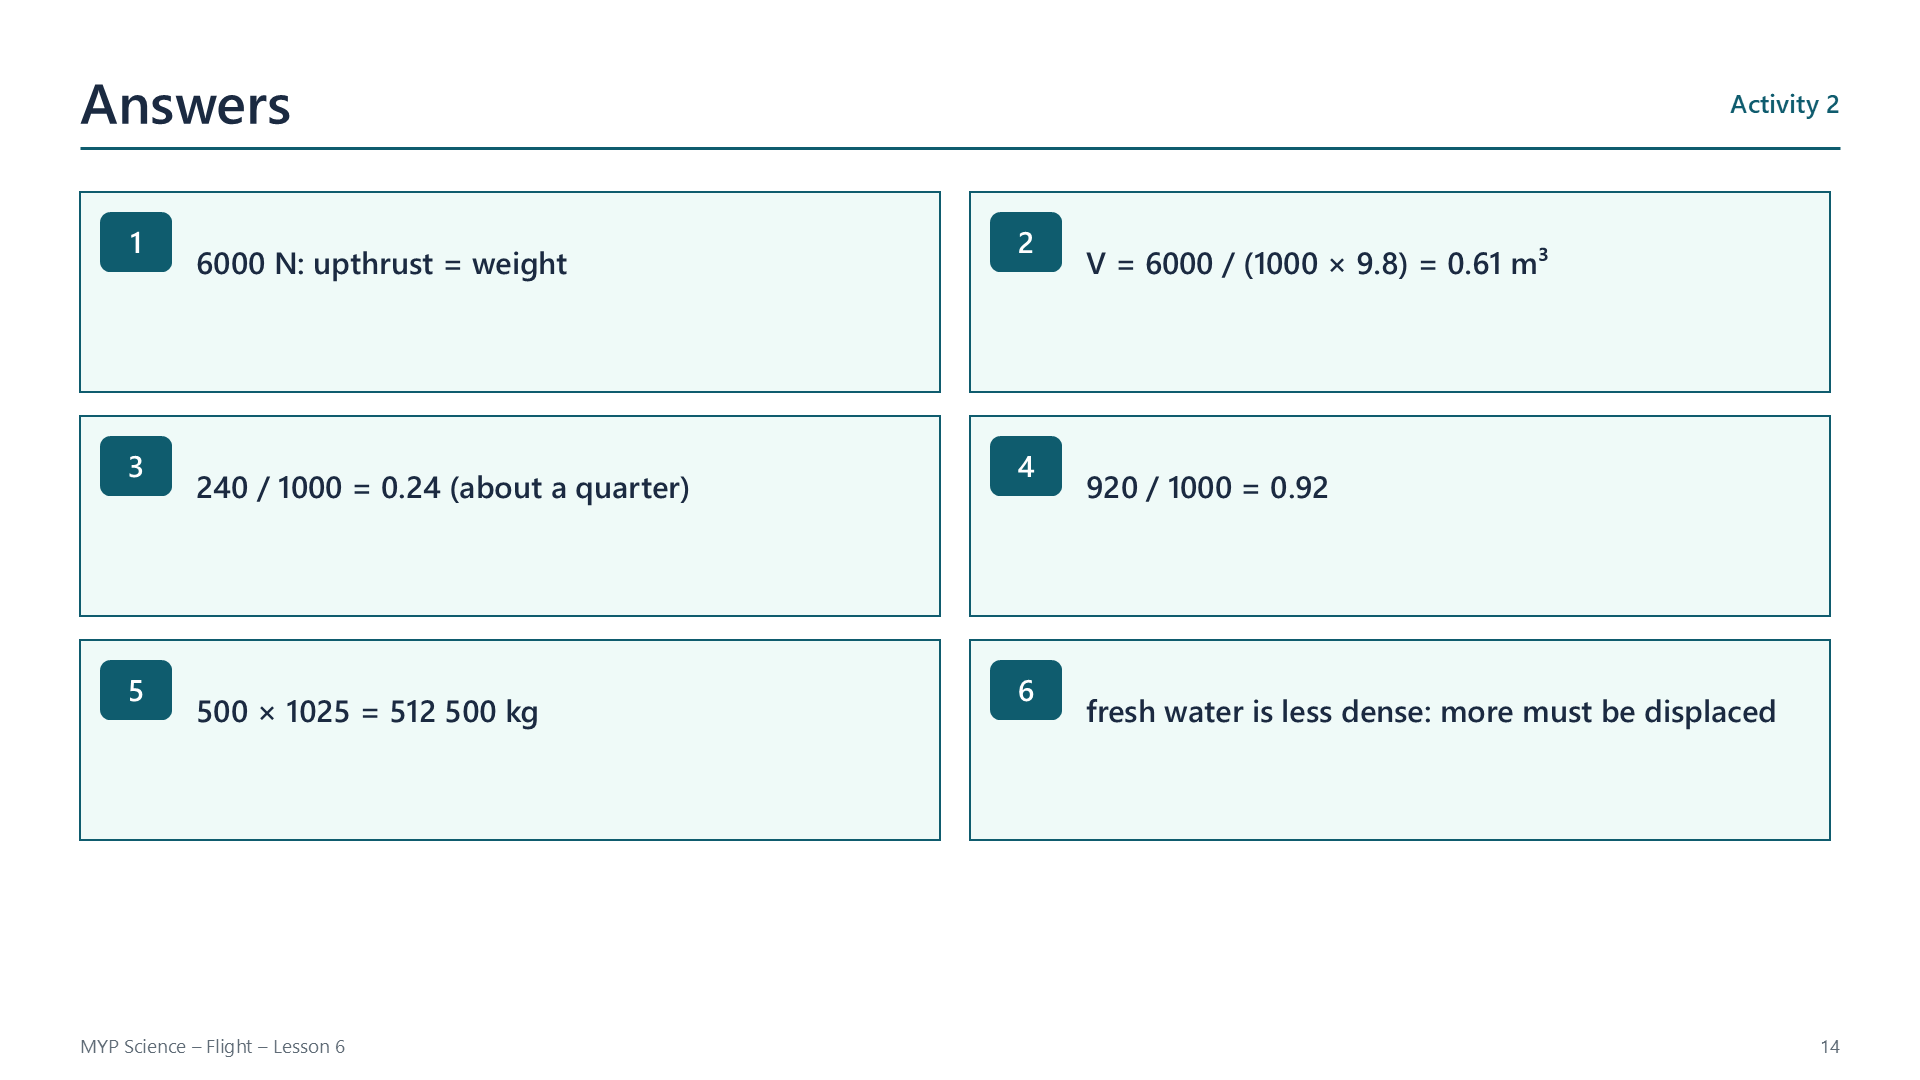 Answers
Activity 2
1
6000 N: upthrust = weight
2
V = 6000 / (1000 × 9.8) = 0.61 m³
3
240 / 1000 = 0.24 (about a quarter)
4
920 / 1000 = 0.92
5
500 × 1025 = 512 500 kg
6
fresh water is less dense: more must be displaced
MYP Science – Flight – Lesson 6
14